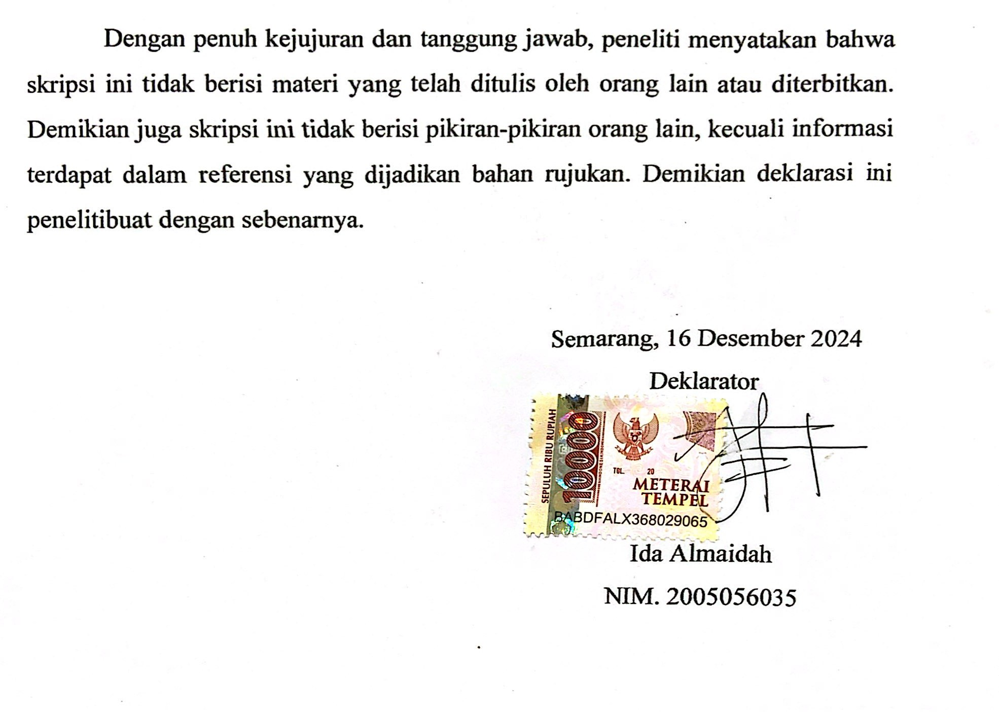 Dengan penuh kejujuran dan tanggung jawab, peneliti menyatakan bahwa
skripsi ini tidak berisi materi yang telah ditulis oleh orang lain atau diterbitkan.
Demikian juga skripsi ini tidak berisi pikiran-pikiran orang lain, kecuali informasi
terdapat dalam referensi yang dijadikan bahan rujukan. Demikian deklarasi ini
penelitibuat dengan sebenarnya.
Semarang, 16 Desember 2024
Deklarator
SEPULUH RIBU RUPIAH
10000
TGL. 20
METERAI
TEMPEL
BABDFALX368029065
Ida Almaidah
NIM. 2005056035